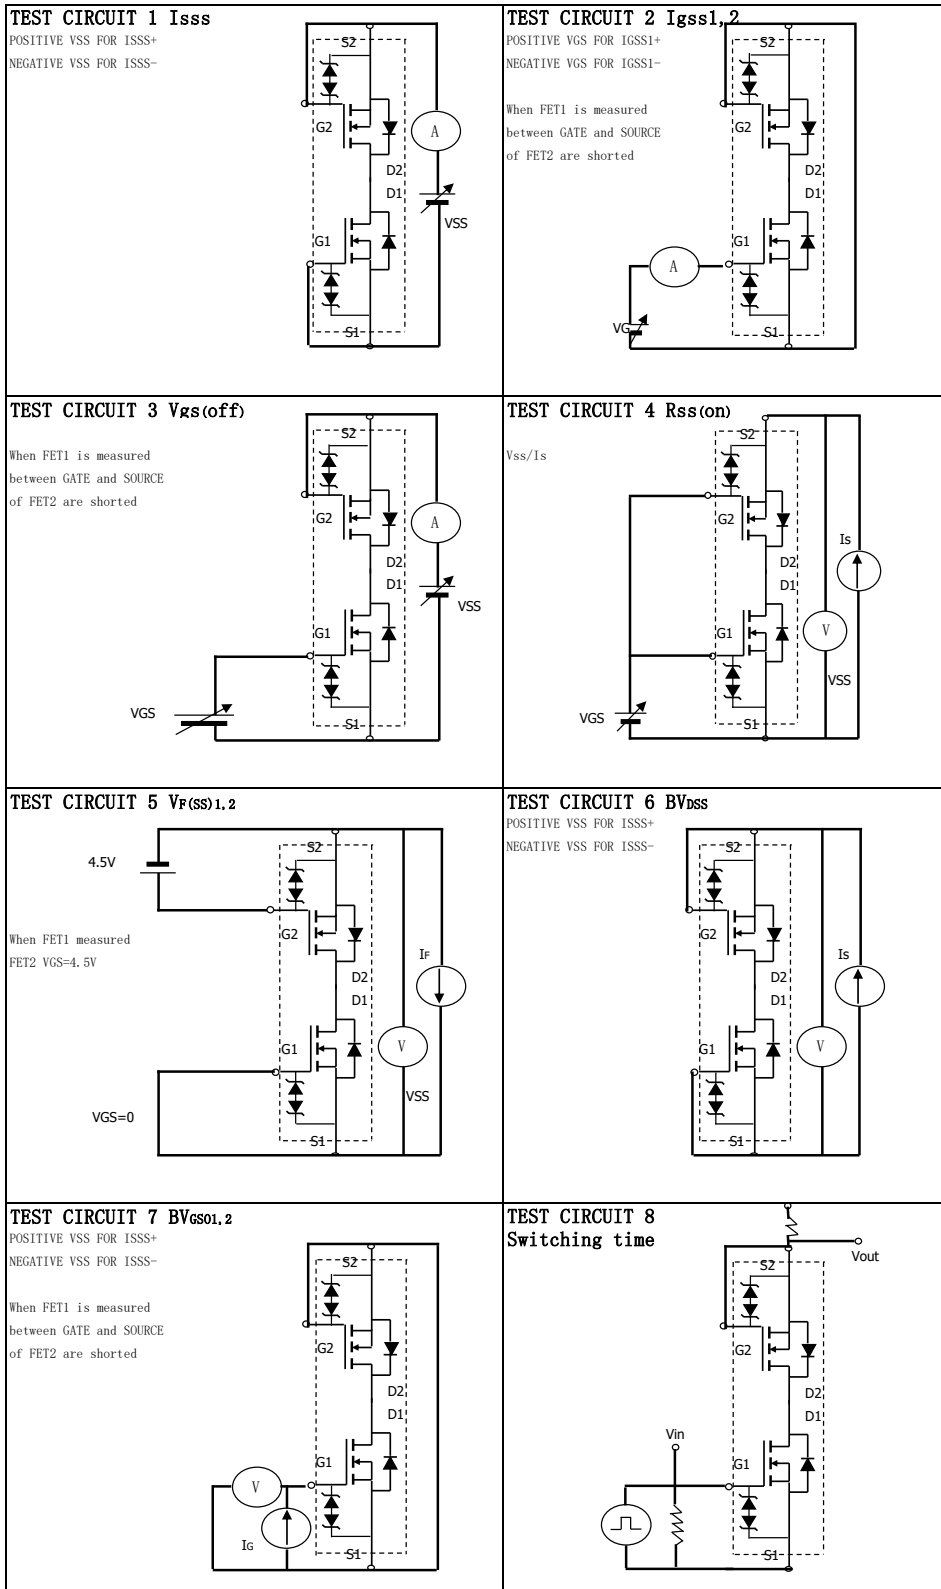 TEST CIRCUIT 1 Isss
POSITIVE VSS FOR ISSS+
NEGATIVE VSS FOR ISSS-
S2
G2
A
D2
D1
VSS
G1
S1
TEST CIRCUIT 2 Igss1,2
POSITIVE VGS FOR IGSS1+
NEGATIVE VGS FOR IGSS1-
When FET1 is measured
between GATE and SOURCE
of FET2 are shorted
S2
G2
D2
D1
G1
A
VG
S1
TEST CIRCUIT 3 Vgs(off)
When FET1 is measured
between GATE and SOURCE
of FET2 are shorted
S2
G2
A
D2
D1
VSS
G1
VGS
S1
TEST CIRCUIT 4 Rss(on)
Vss/Is
S2
G2
Is
D2
D1
G1
V
VSS
VGS
S1
TEST CIRCUIT 5 VF(SS)1,2
4.5V
When FET1 measured
FET2 VGS=4.5V
S2
G2
IF
D2
D1
G1
V
VSS
VGS=0
S1
TEST CIRCUIT 6 BVDSS
POSITIVE VSS FOR ISSS+
NEGATIVE VSS FOR ISSS-
S2
G2
Is
D2
D1
G1
V
S1
TEST CIRCUIT 7 BVGSO1,2
POSITIVE VSS FOR ISSS+
NEGATIVE VSS FOR ISSS-
When FET1 is measured
between GATE and SOURCE
of FET2 are shorted
S2
G2
D2
D1
G1
V
IG
S1
TEST CIRCUIT 8
Switching time
Vout
S2
G2
D2
D1
Vin
G1
S1